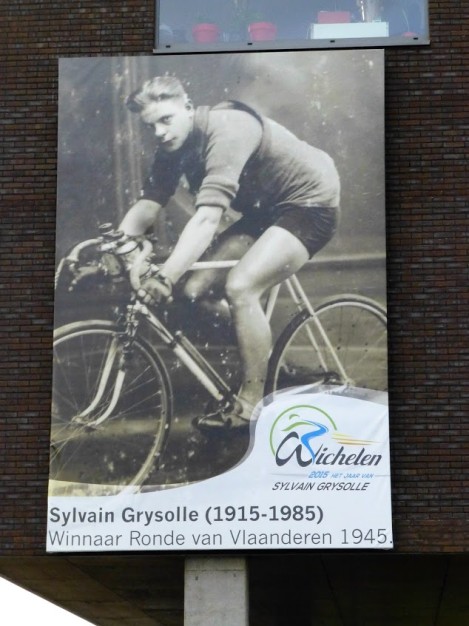 Wichelen
2015 HET JAAR VAN
SYLVAIN GRYSOLLE
Sylvain Grysolle (1915-1985)
Winnaar Ronde van Vlaanderen 1945.